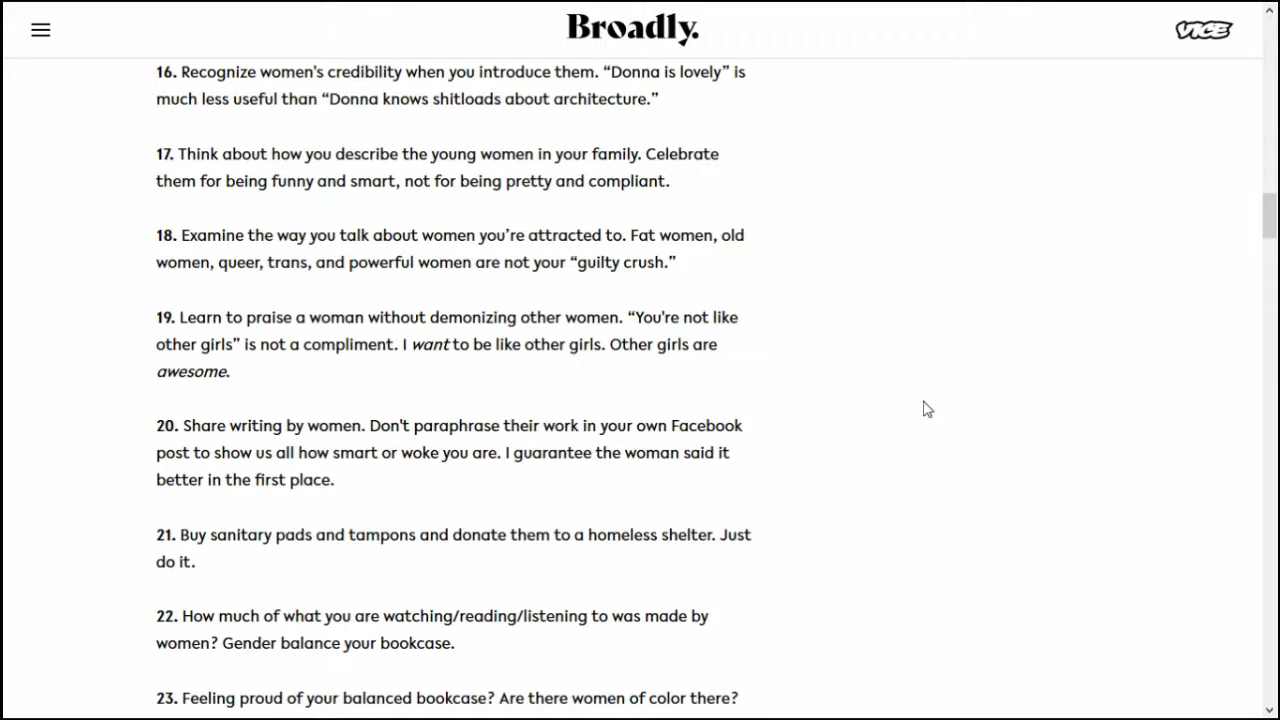 Broadly.
VICE
16. Recognize women's credibility when you introduce them. “Donna is lovely” is
much less useful than “Donna knows shitloads about architecture.”
17. Think about how you describe the young women in your family. Celebrate
them for being funny and smart, not for being pretty and compliant.
18. Examine the way you talk about women you’re attracted to. Fat women, old
women, queer, trans, and powerful women are not your “guilty crush.”
19. Learn to praise a woman without demonizing other women. “You're not like
other girls” is not a compliment. I want to be like other girls. Other girls are
awesome.
20. Share writing by women. Don't paraphrase their work in your own Facebook
post to show us all how smart or woke you are. I guarantee the woman said it
better in the first place.
21. Buy sanitary pads and tampons and donate them to a homeless shelter. Just
do it.
22. How much of what you are watching/reading/listening to was made by
women? Gender balance your bookcase.
23. Feeling proud of your balanced bookcase? Are there women of color there?